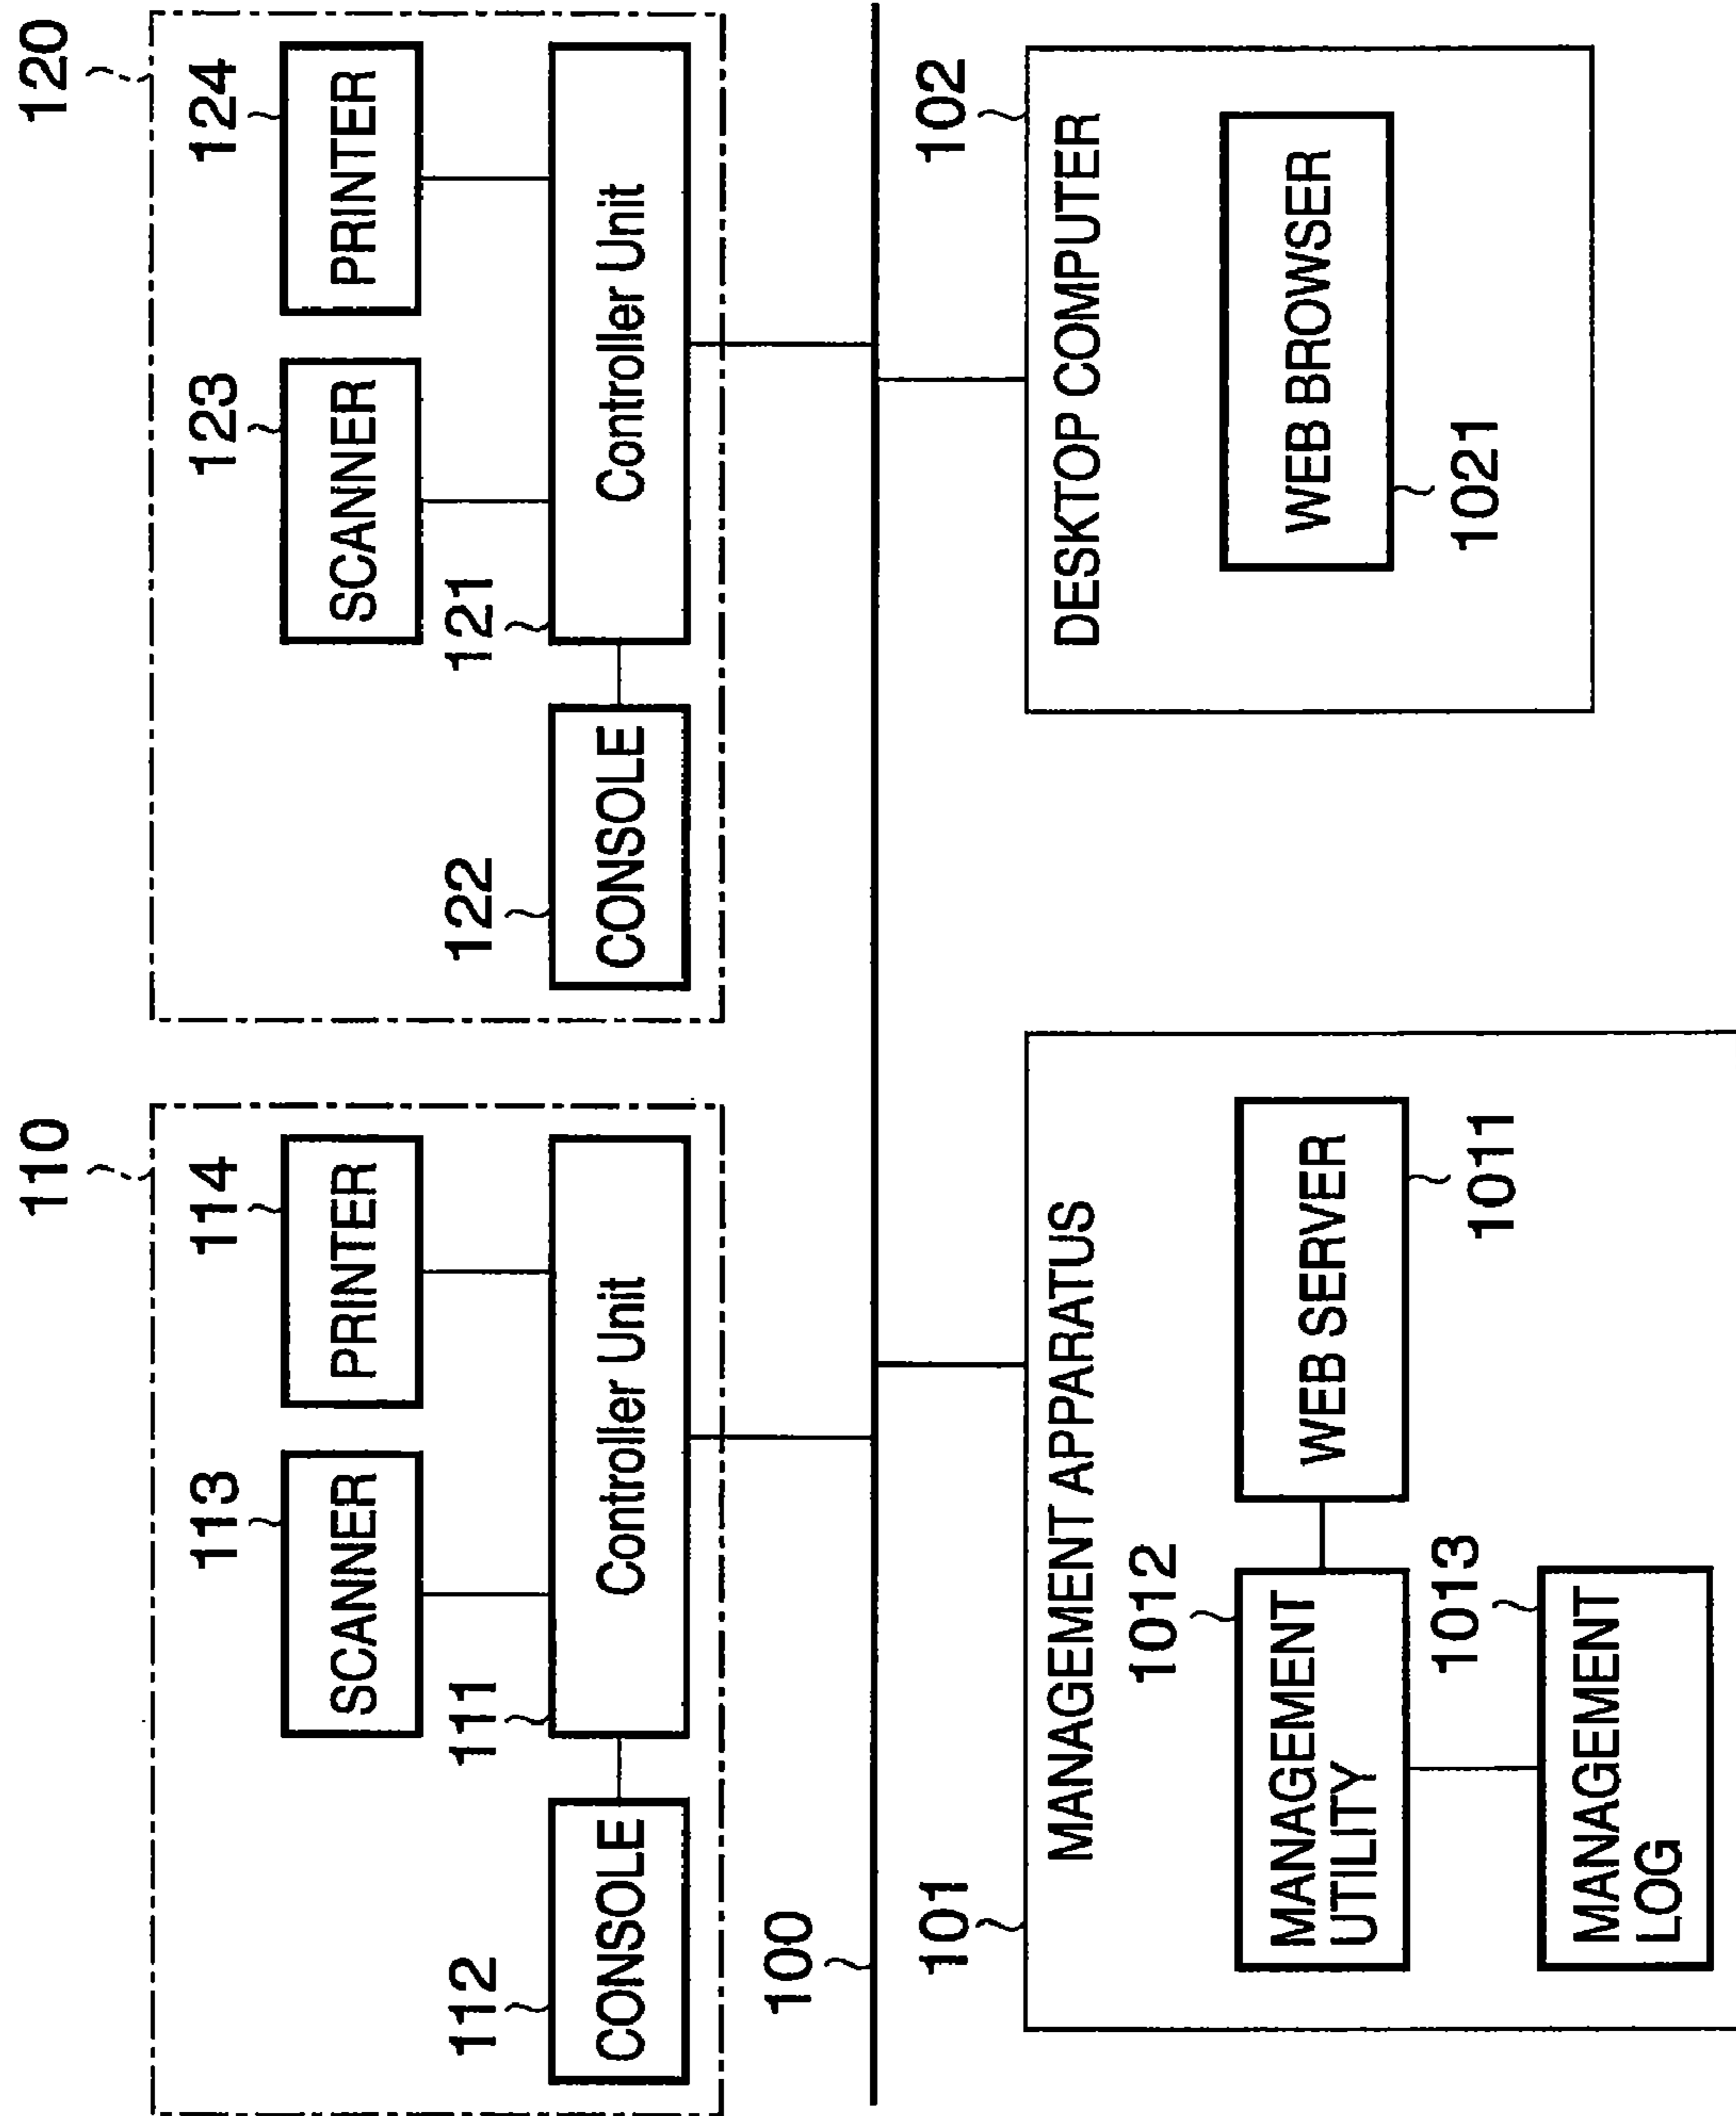 110
120
114
124
113
123
PRINTER
PRINTER
SCANNER
SCANNER
111
121
112
122
Controller Unit
Controller Unit
CONSOLE
CONSOLE
100
101
102
MANAGEMENT APPARATUS
DESKTOP COMPUTER
1012
MANAGEMENT
UTILITY
WEB SERVER
WEB BROWSER
1011
1021
1013
MANAGEMENT
LOG